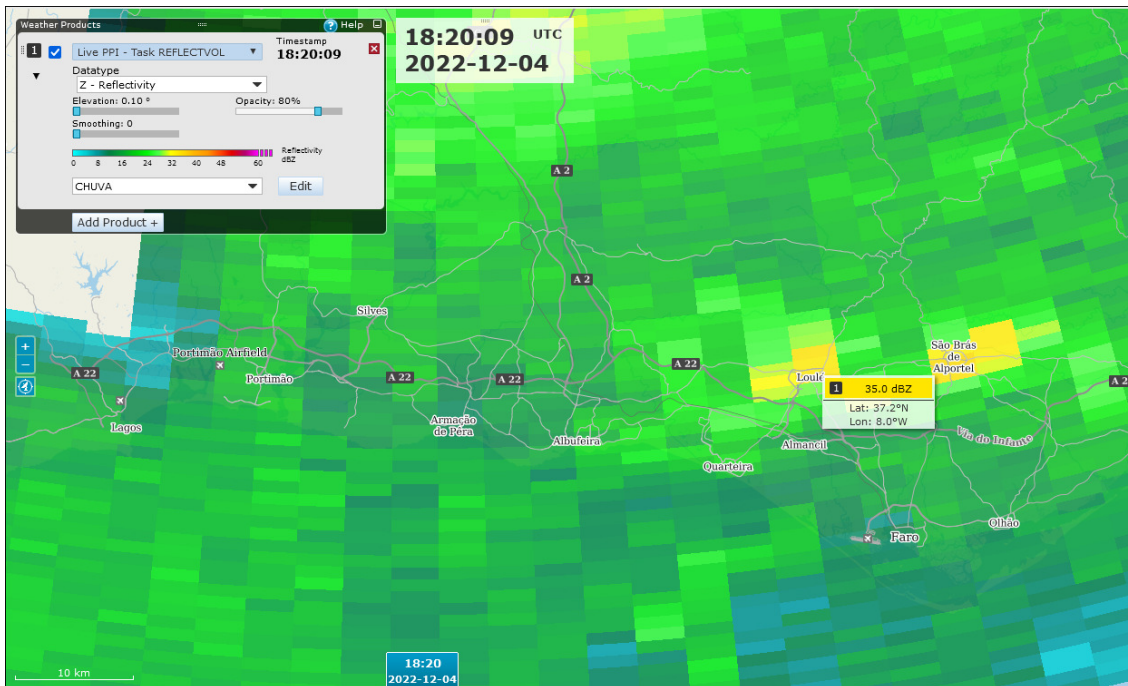 Weather Products
? Help
1
Live PPI - Task REFLECTVOL
Timestamp
18:20:09
Datatype
Z - Reflectivity
Elevation: 0.10 °
Opacity: 80%
Smoothing: 0
0 8 16 24 32 40 48 60
Reflectivity
dBZ
CHUVA
Edit
Add Product +
18:20:09 UTC
2022-12-04
A 2
A 2
Silves
Portimão Airfield
Portimão
A 22
A 22
A 22
A 22
A 2
Lagos
Armação
de Péra
Albufeira
Loulé
São Brás
de
Alportel
1 35.0 dBZ
Lat: 37.2°N
Lon: 8.0°W
Almancil
Via do Infante
Quarteira
Olhão
Faro
+
−
10 km
18:20
2022-12-04